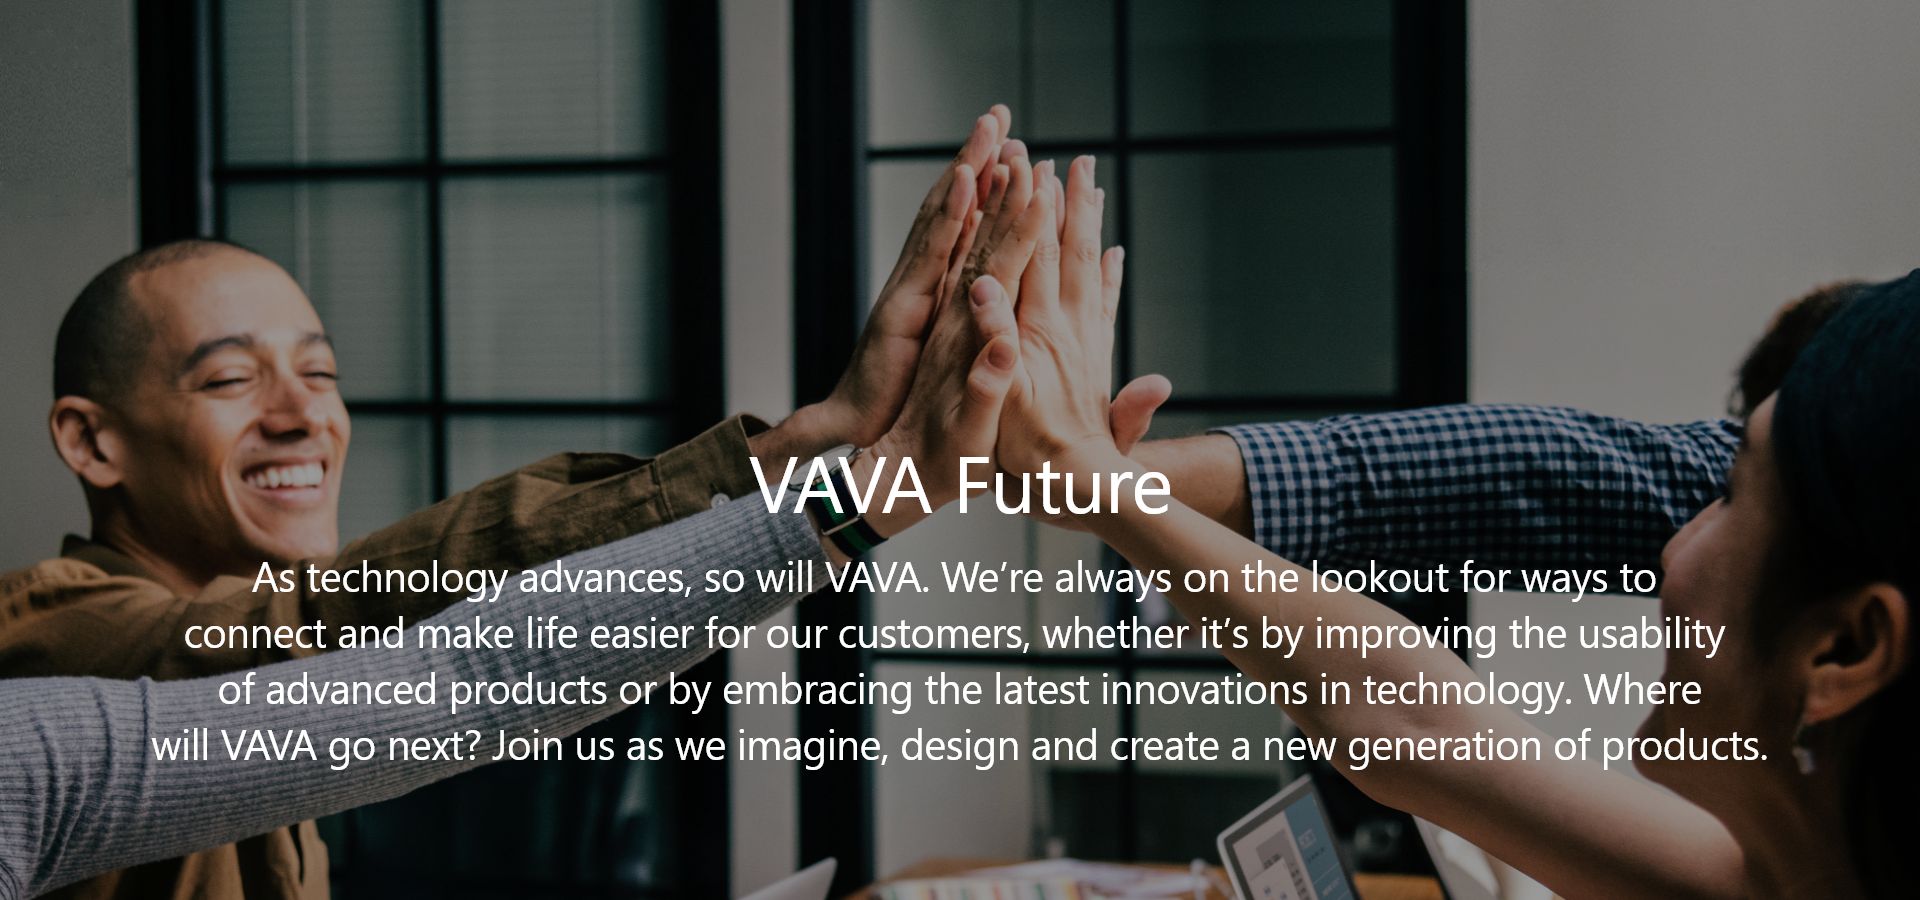 VAVA Future
As technology advances, so will VAVA. We’re always on the lookout for ways to
connect and make life easier for our customers, whether it’s by improving the usability
of advanced products or by embracing the latest innovations in technology. Where
will VAVA go next? Join us as we imagine, design and create a new generation of products.